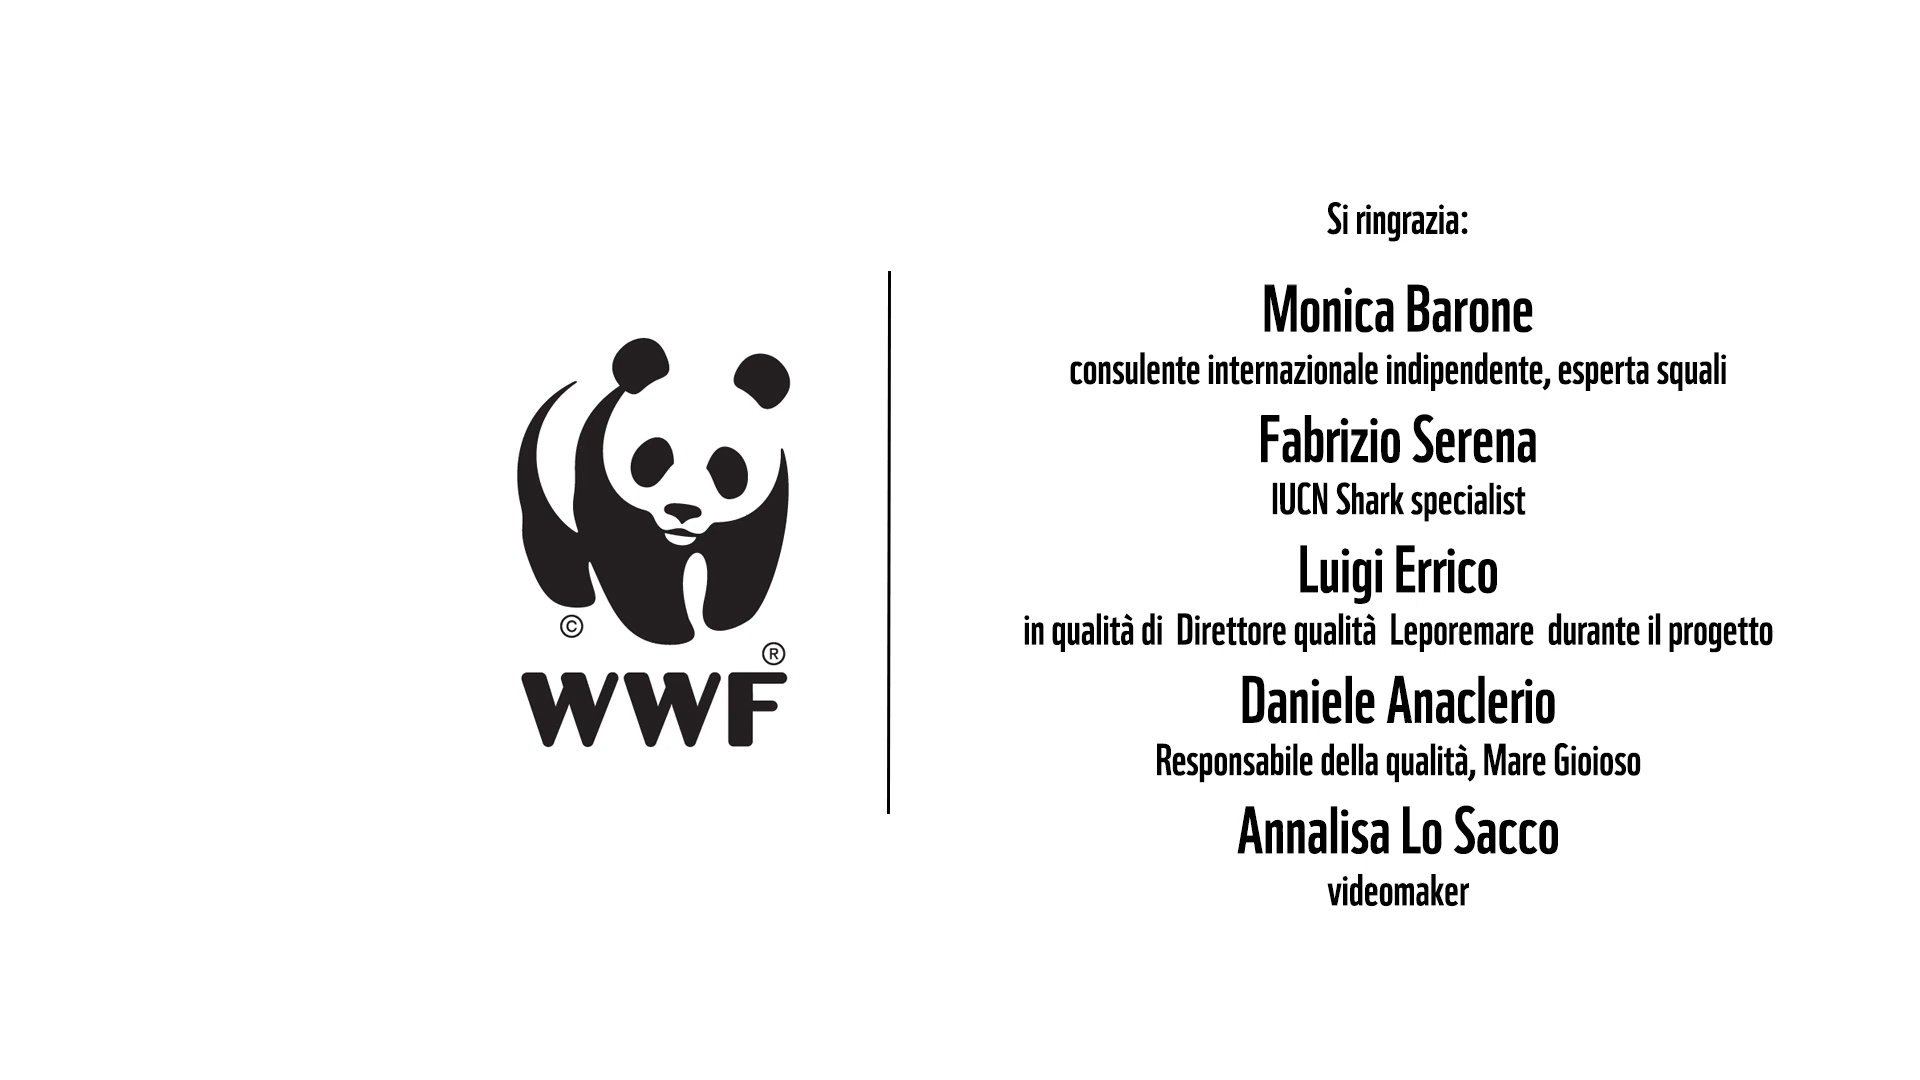 ©
®
WWF
Si ringrazia:
Monica Barone
consulente internazionale indipendente, esperta squali
Fabrizio Serena
IUCN Shark specialist
Luigi Errico
in qualità di Direttore qualità Leporemare durante il progetto
Daniele Anaclerio
Responsabile della qualità, Mare Gioioso
Annalisa Lo Sacco
videomaker